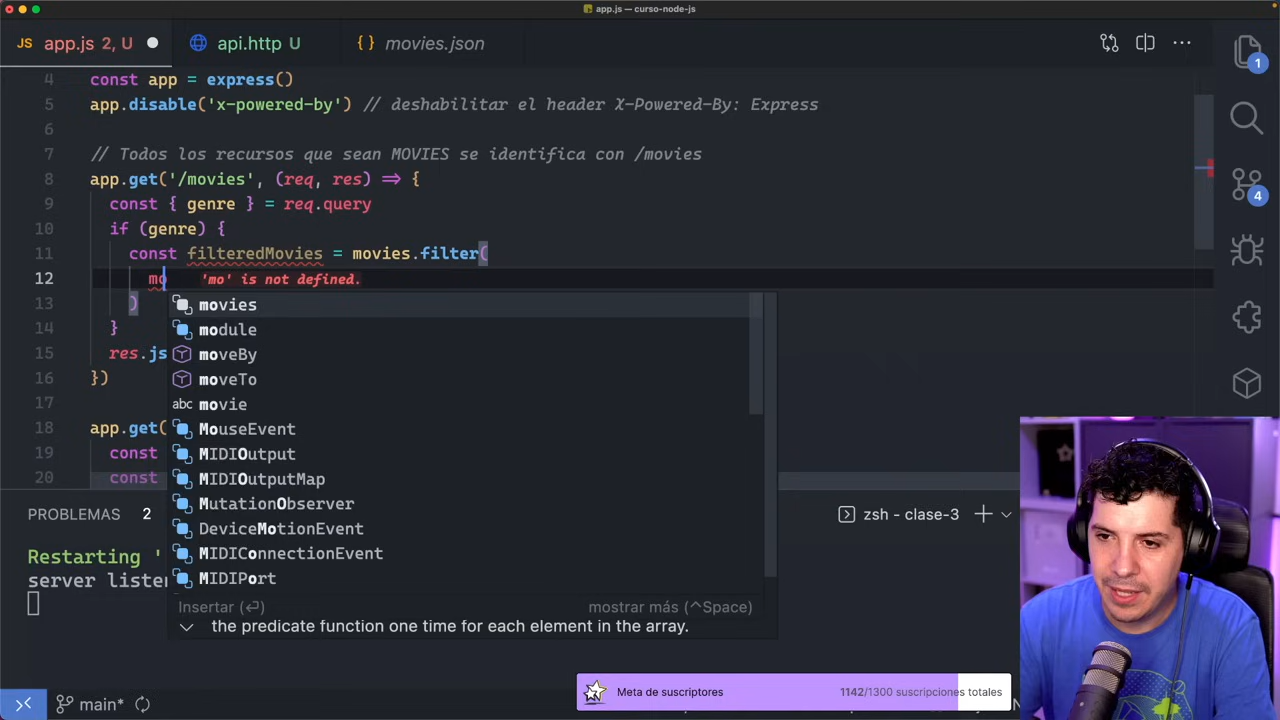 app.js — curso-node-js
JS app.js 2, U
api.http U
{} movies.json
4 const app = express()
5 app.disable('x-powered-by') // deshabilitar el header X-Powered-By: Express
6
7 // Todos los recursos que sean MOVIES se identifica con /movies
8 app.get('/movies', (req, res) => {
9 const { genre } = req.query
10 if (genre) {
11 const filteredMovies = movies.filter(
12 mo 'mo' is not defined.
13 )
14 }
15 res.js
16 })
17
18 app.get(
19 const
20 const
movies
module
moveBy
moveTo
abc movie
MouseEvent
MIDIOutput
MIDIOutputMap
MutationObserver
DeviceMotionEvent
MIDIConnectionEvent
MIDIPort
Insertar (⏎) mostrar más (^Space)
the predicate function one time for each element in the array.
1
4
PROBLEMAS 2
zsh - clase-3
Restarting '
server listen
main*
Meta de suscriptores 1142/1300 suscripciones totales